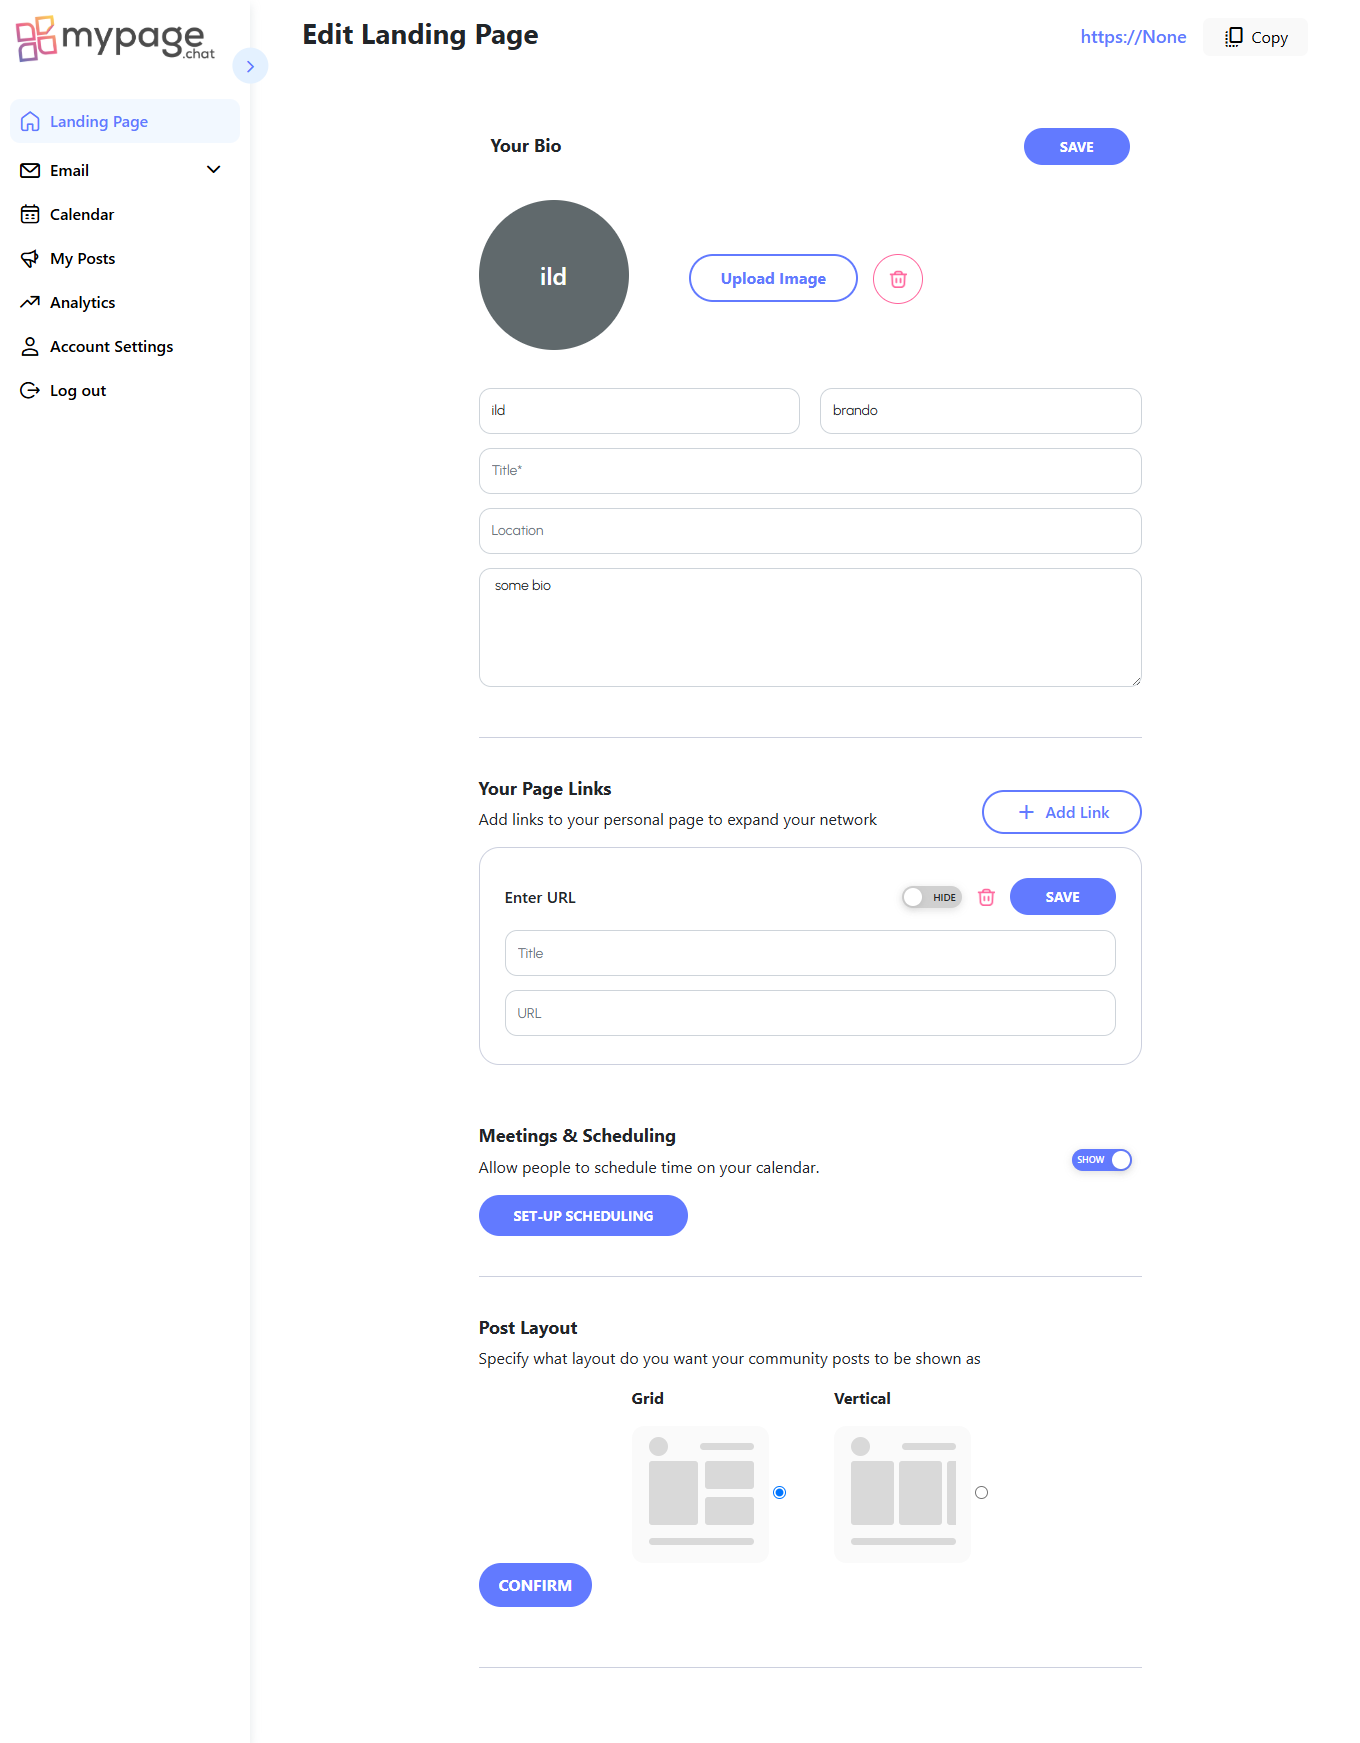 mypage
.chat
Edit Landing Page
https://None
Copy
Landing Page
Email
Calendar
My Posts
Analytics
Account Settings
Log out
Your Bio
SAVE
ild
Upload Image
ild
brando
Title*
Location
some bio
Your Page Links
Add links to your personal page to expand your network
Add Link
Enter URL
HIDE
SAVE
Title
URL
Meetings & Scheduling
Allow people to schedule time on your calendar.
SHOW
SET-UP SCHEDULING
Post Layout
Specify what layout do you want your community posts to be shown as
Grid
Vertical
CONFIRM